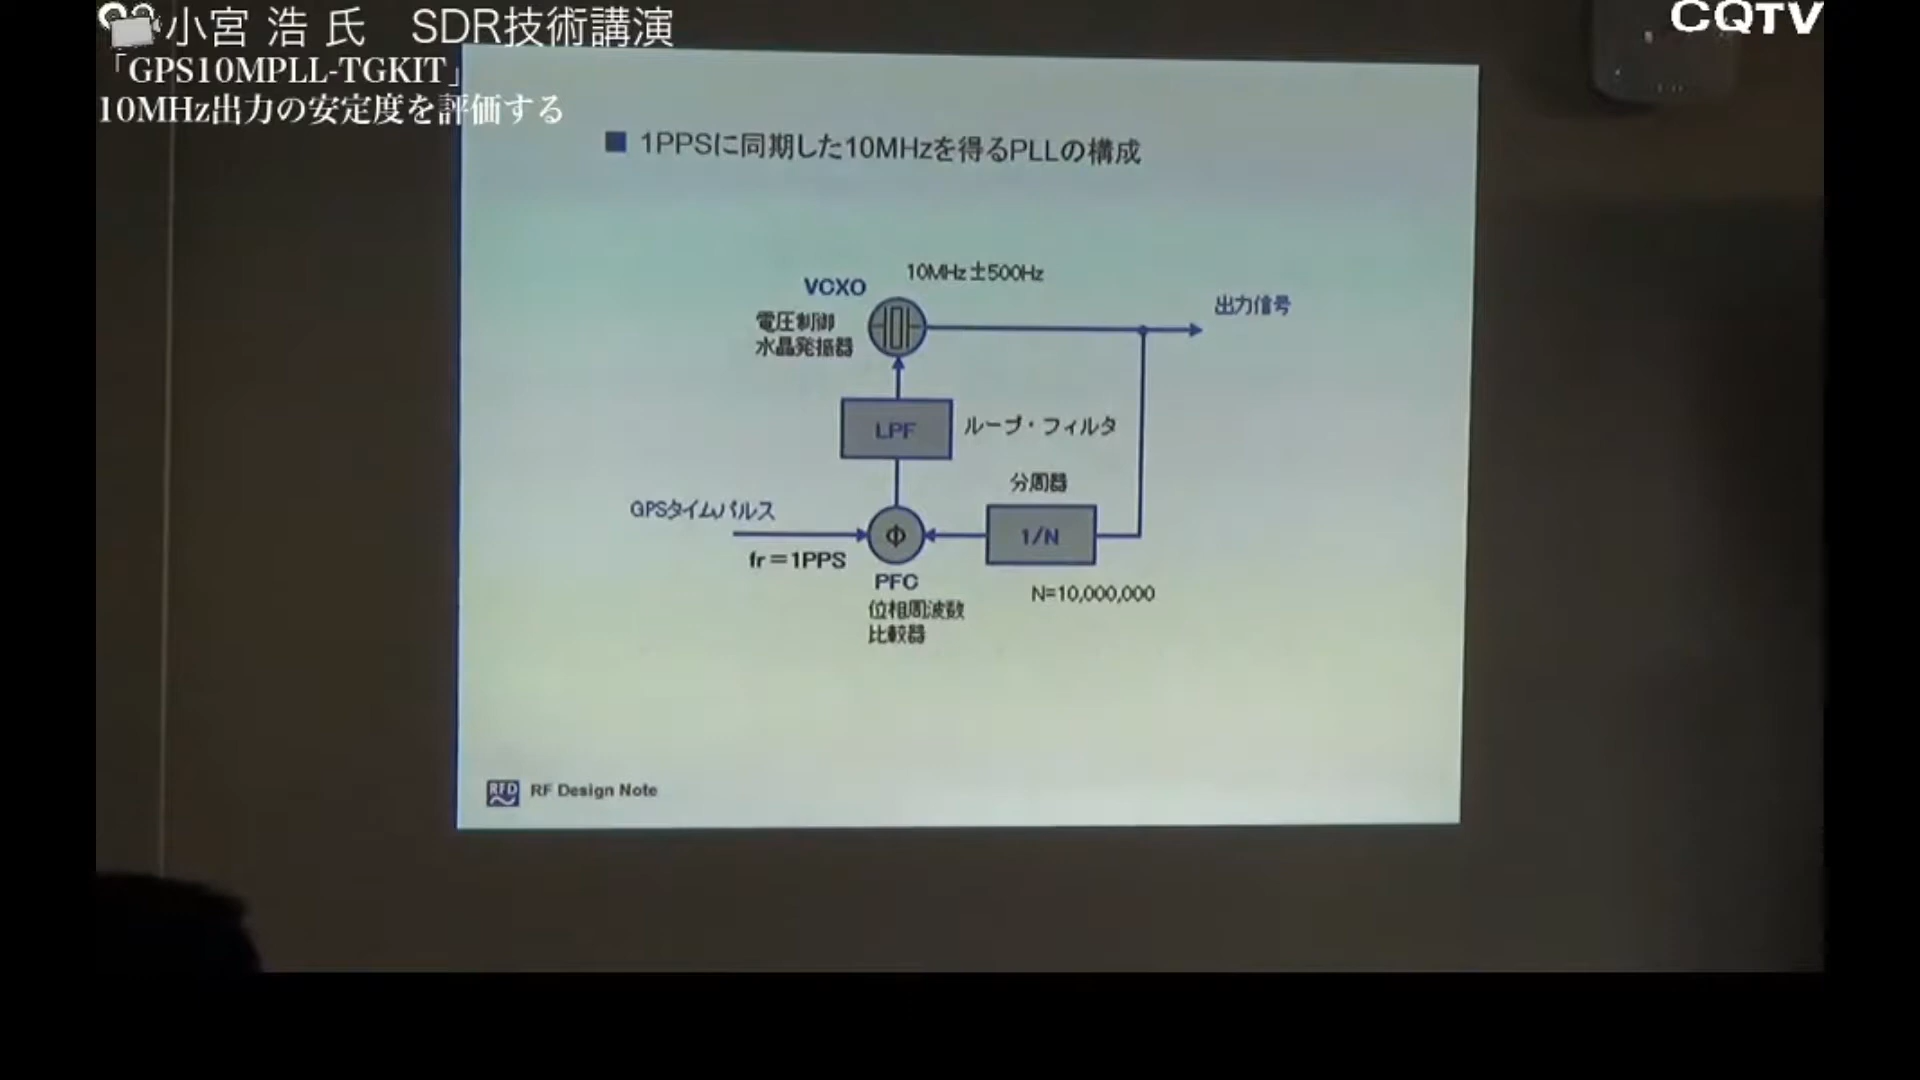 小宮 浩 氏　SDR技術講演
CQTV
「GPS10MPLL-TGKIT」
10MHz出力の安定度を評価する
■ 1PPSに同期した10MHzを得るPLLの構成
10MHz±500Hz
VCXO
電圧制御
水晶発振器
出力信号
LPF
ループ・フィルタ
分周器
GPSタイムパルス
Φ
1/N
fr＝1PPS
PFC
N=10,000,000
位相周波数
比較器
RFD
RF Design Note